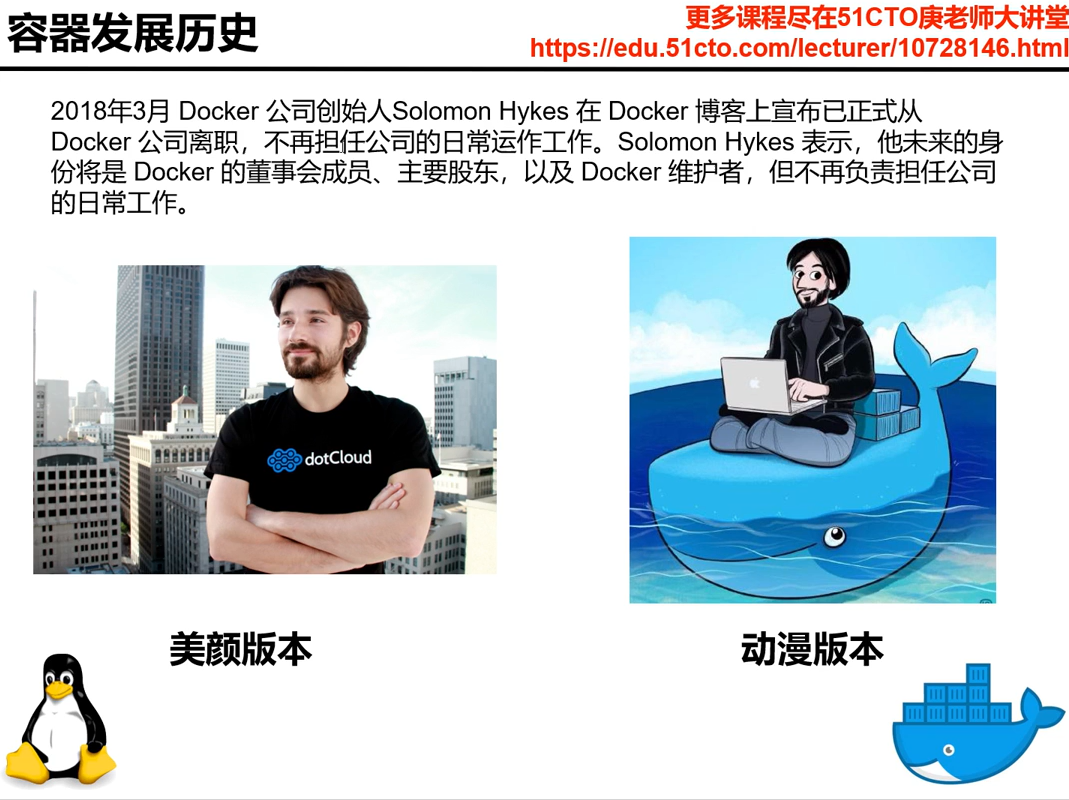 容器发展历史
更多课程尽在51CTO庚老师大讲堂
https://edu.51cto.com/lecturer/10728146.html
2018年3月 Docker 公司创始人Solomon Hykes 在 Docker 博客上宣布已正式从
Docker 公司离职，不再担任公司的日常运作工作。Solomon Hykes 表示，他未来的身
份将是 Docker 的董事会成员、主要股东，以及 Docker 维护者，但不再负责担任公司
的日常工作。
dotCloud
美颜版本
动漫版本